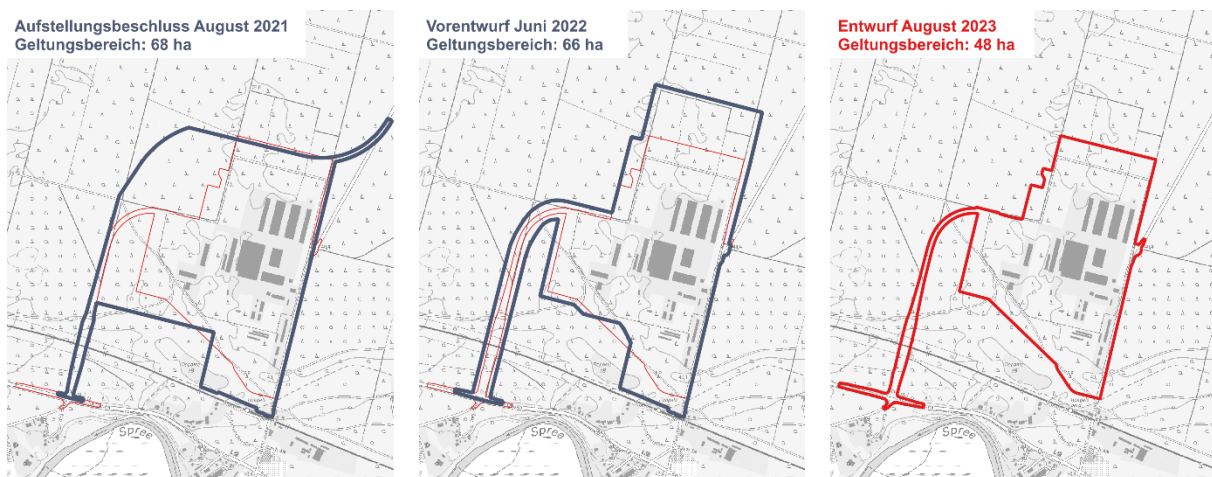 Aufstellungsbeschluss August 2021
Geltungsbereich: 68 ha
Vorentwurf Juni 2022
Geltungsbereich: 66 ha
Entwurf August 2023
Geltungsbereich: 48 ha
Spree
Spree
Spree